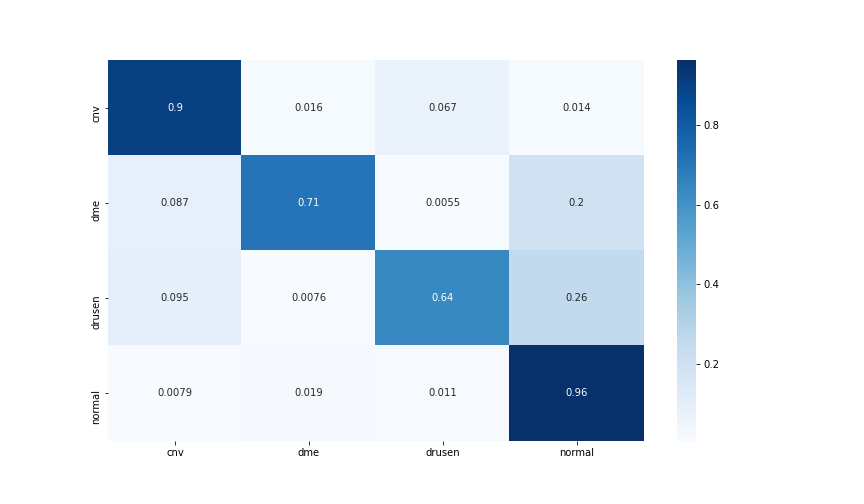 cnv 0.9 0.016 0.067 0.014
dme 0.087 0.71 0.0055 0.2
drusen 0.095 0.0076 0.64 0.26
normal 0.0079 0.019 0.011 0.96
cnv dme drusen normal
0.8
0.6
0.4
0.2